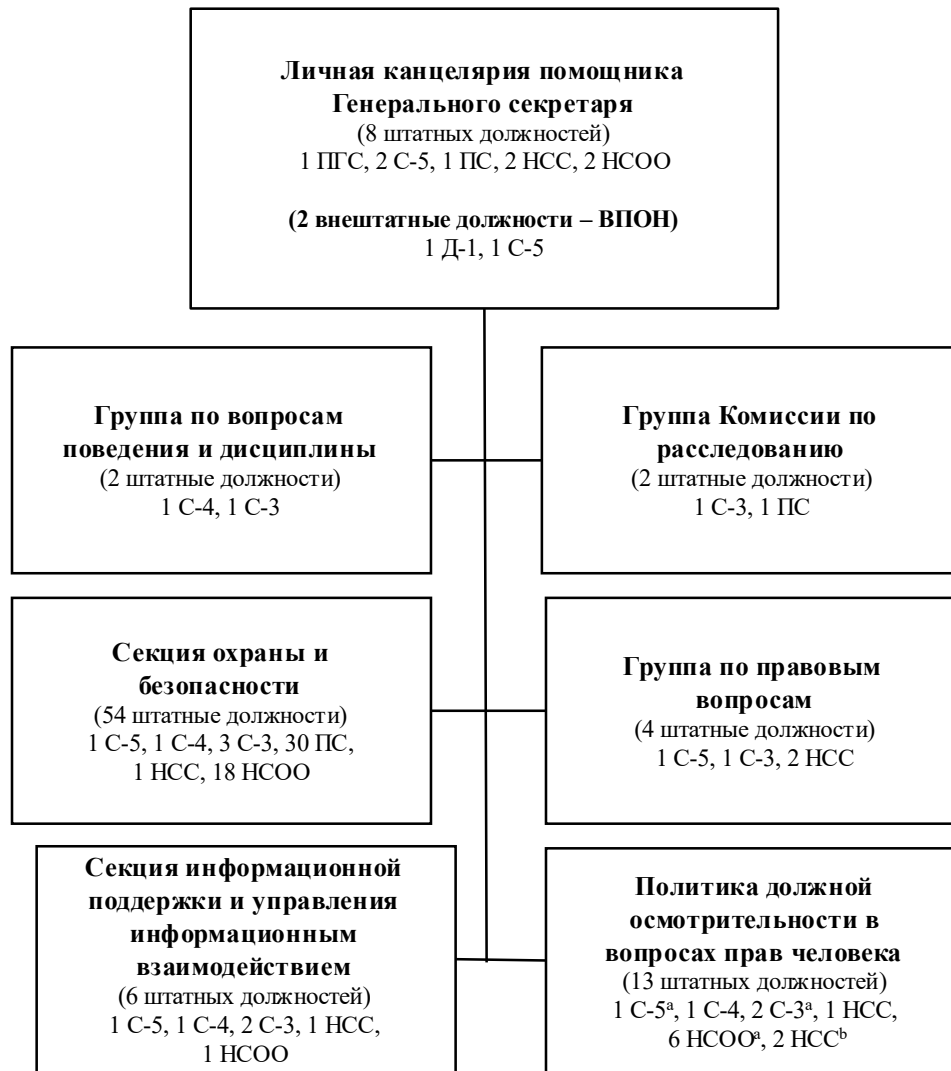 Личная канцелярия помощника
Генерального секретаря
(8 штатных должностей)
1 ПГС, 2 С-5, 1 ПС, 2 НСС, 2 НСОО
(2 внештатные должности – ВПОН)
1 Д-1, 1 С-5
Группа по вопросам
поведения и дисциплины
(2 штатные должности)
1 С-4, 1 С-3
Группа Комиссии по
расследованию
(2 штатные должности)
1 С-3, 1 ПС
Секция охраны и
безопасности
(54 штатные должности)
1 С-5, 1 С-4, 3 С-3, 30 ПС,
1 НСС, 18 НСОО
Группа по правовым
вопросам
(4 штатные должности)
1 С-5, 1 С-3, 2 НСС
Секция информационной
поддержки и управления
информационным
взаимодействием
(6 штатных должностей)
1 С-5, 1 С-4, 2 С-3, 1 НСС,
1 НСОО
Политика должной
осмотрительности в
вопросах прав человека
(13 штатных должностей)
1 С-5ᵃ, 1 С-4, 2 С-3ᵃ, 1 НСС,
6 НСООᵃ, 2 НССᵇ